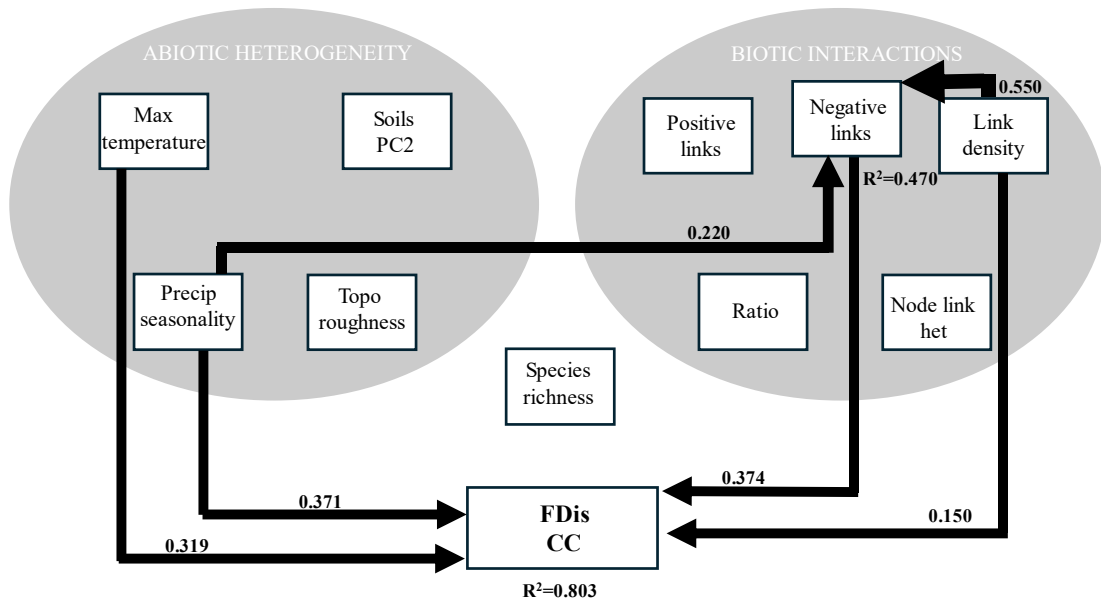 ABIOTIC HETEROGENEITY
BIOTIC INTERACTIONS
Max
temperature
Soils
PC2
Positive
links
Negative
links
0.550
Link
density
R²=0.470
0.220
Precip
seasonality
Topo
roughness
Ratio
Node link
het
Species
richness
0.374
0.371
0.150
0.319
FDis
CC
R²=0.803